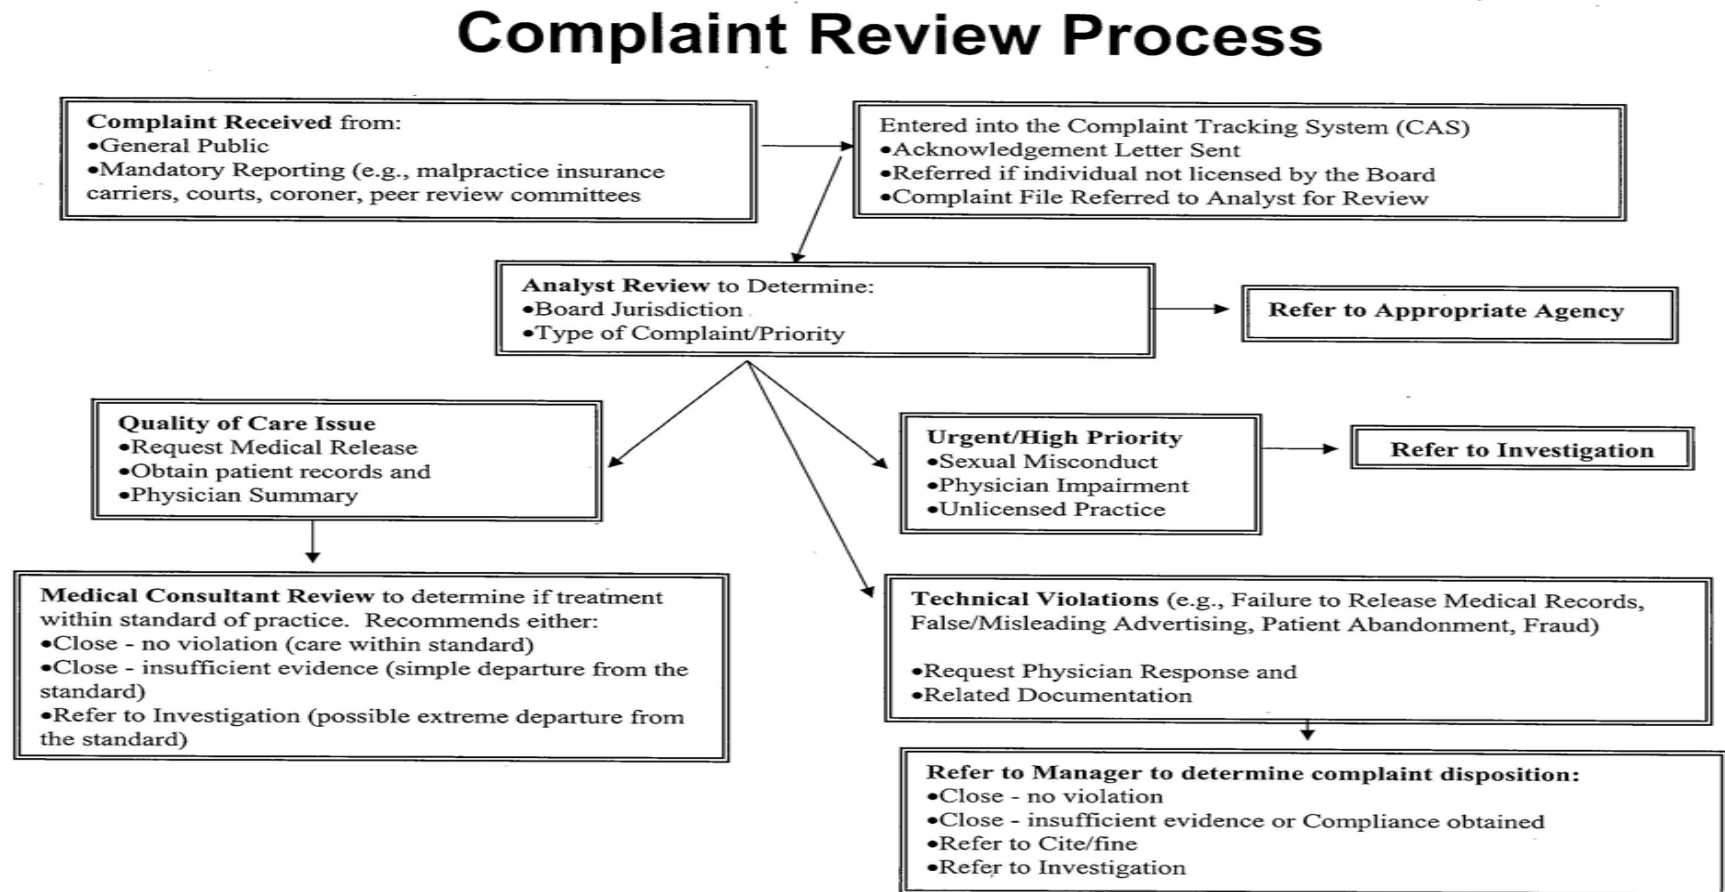 Complaint Review Process
Complaint Received from:
•General Public
•Mandatory Reporting (e.g., malpractice insurance
carriers, courts, coroner, peer review committees
Entered into the Complaint Tracking System (CAS)
•Acknowledgement Letter Sent
•Referred if individual not licensed by the Board
•Complaint File Referred to Analyst for Review
Analyst Review to Determine:
•Board Jurisdiction
•Type of Complaint/Priority
Refer to Appropriate Agency
Quality of Care Issue
•Request Medical Release
•Obtain patient records and
•Physician Summary
Urgent/High Priority
•Sexual Misconduct
•Physician Impairment
•Unlicensed Practice
Refer to Investigation
Medical Consultant Review to determine if treatment
within standard of practice. Recommends either:
•Close - no violation (care within standard)
•Close - insufficient evidence (simple departure from the
standard)
•Refer to Investigation (possible extreme departure from
the standard)
Technical Violations (e.g., Failure to Release Medical Records,
False/Misleading Advertising, Patient Abandonment, Fraud)
•Request Physician Response and
•Related Documentation
Refer to Manager to determine complaint disposition:
•Close - no violation
•Close - insufficient evidence or Compliance obtained
•Refer to Cite/fine
•Refer to Investigation